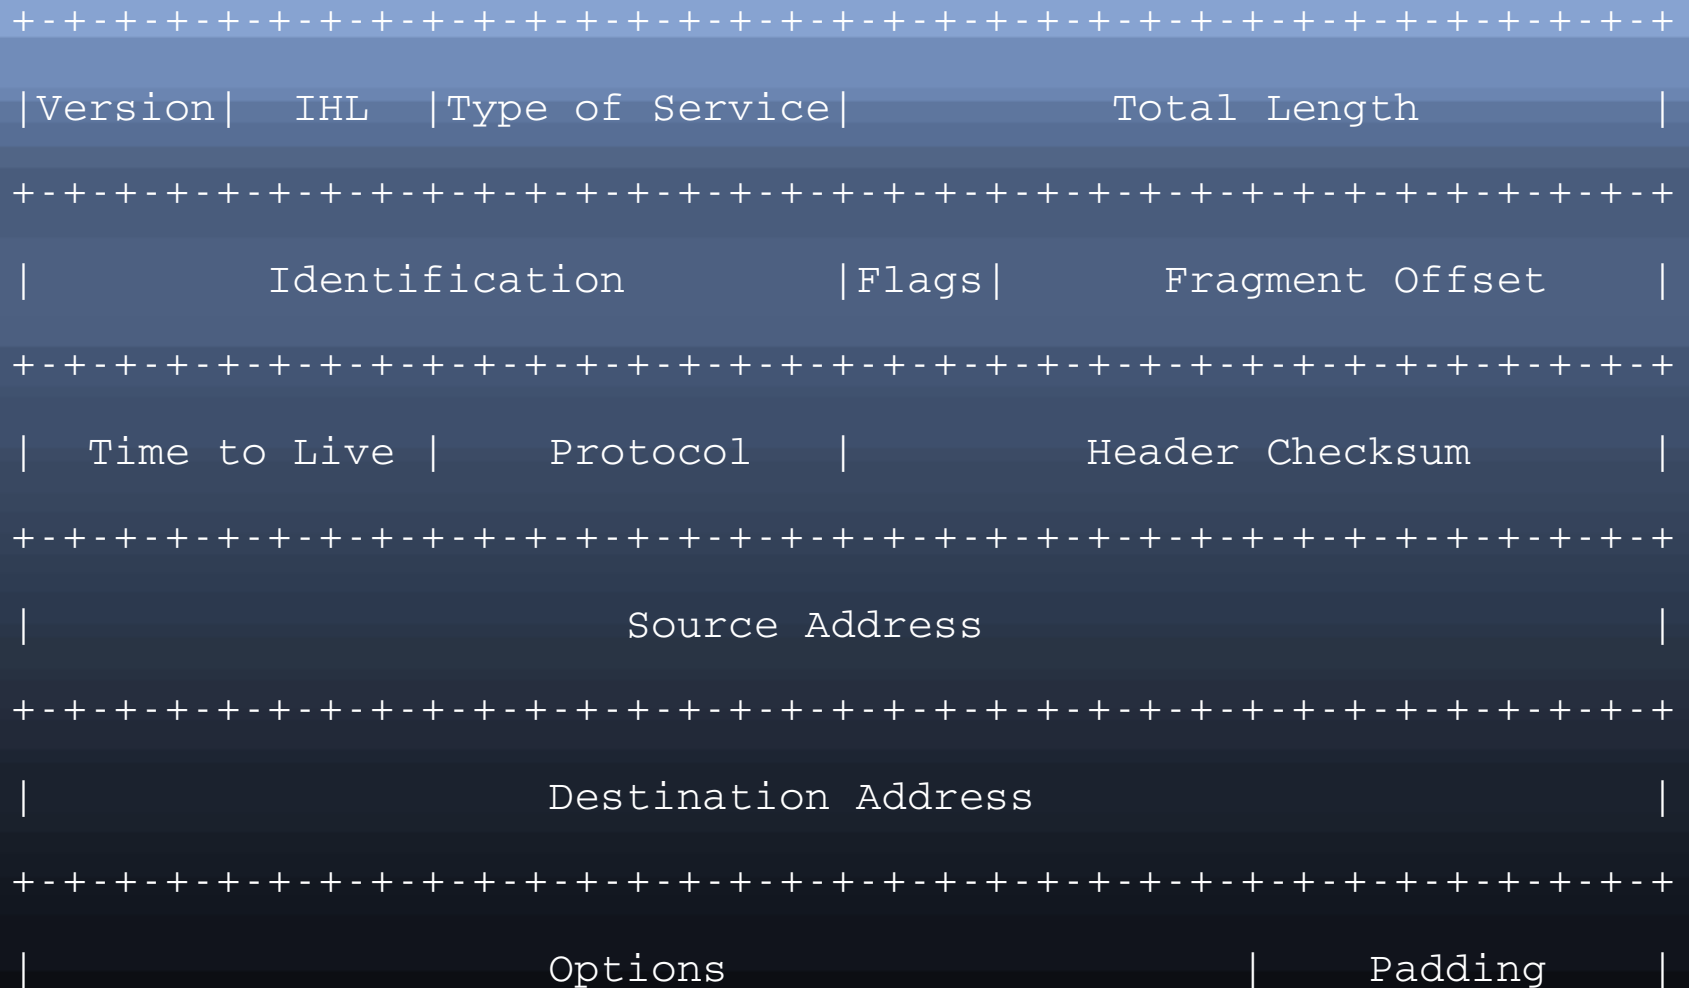 +-+-+-+-+-+-+-+-+-+-+-+-+-+-+-+-+-+-+-+-+-+-+-+-+-+-+-+-+-+-+-+-+
|Version|  IHL  |Type of Service|          Total Length         |
+-+-+-+-+-+-+-+-+-+-+-+-+-+-+-+-+-+-+-+-+-+-+-+-+-+-+-+-+-+-+-+-+
|         Identification        |Flags|      Fragment Offset    |
+-+-+-+-+-+-+-+-+-+-+-+-+-+-+-+-+-+-+-+-+-+-+-+-+-+-+-+-+-+-+-+-+
|  Time to Live |    Protocol   |         Header Checksum       |
+-+-+-+-+-+-+-+-+-+-+-+-+-+-+-+-+-+-+-+-+-+-+-+-+-+-+-+-+-+-+-+-+
|                       Source Address                          |
+-+-+-+-+-+-+-+-+-+-+-+-+-+-+-+-+-+-+-+-+-+-+-+-+-+-+-+-+-+-+-+-+
|                    Destination Address                        |
+-+-+-+-+-+-+-+-+-+-+-+-+-+-+-+-+-+-+-+-+-+-+-+-+-+-+-+-+-+-+-+-+
|                    Options                    |    Padding    |